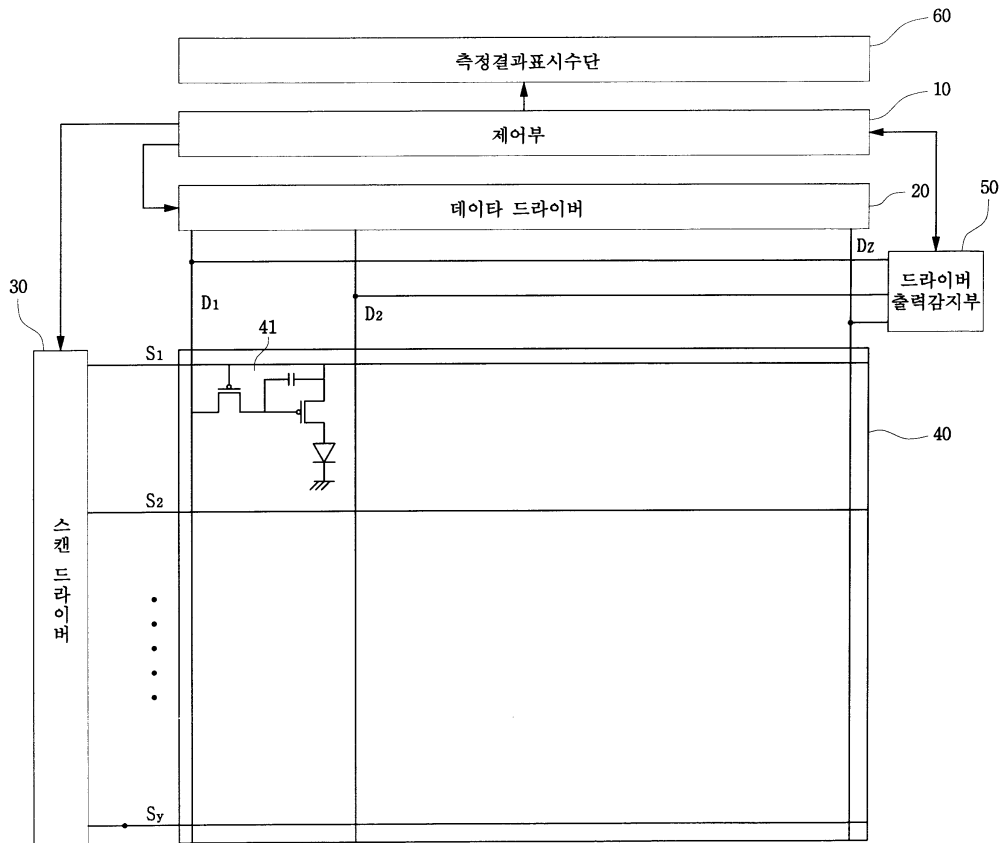 60
측정결과표시수단
10
제어부
20
데이타 드라이버
50
DZ
드라이버
출력감지부
30
D1
D2
41
S1
40
S2
스캔 드라이버
Sy